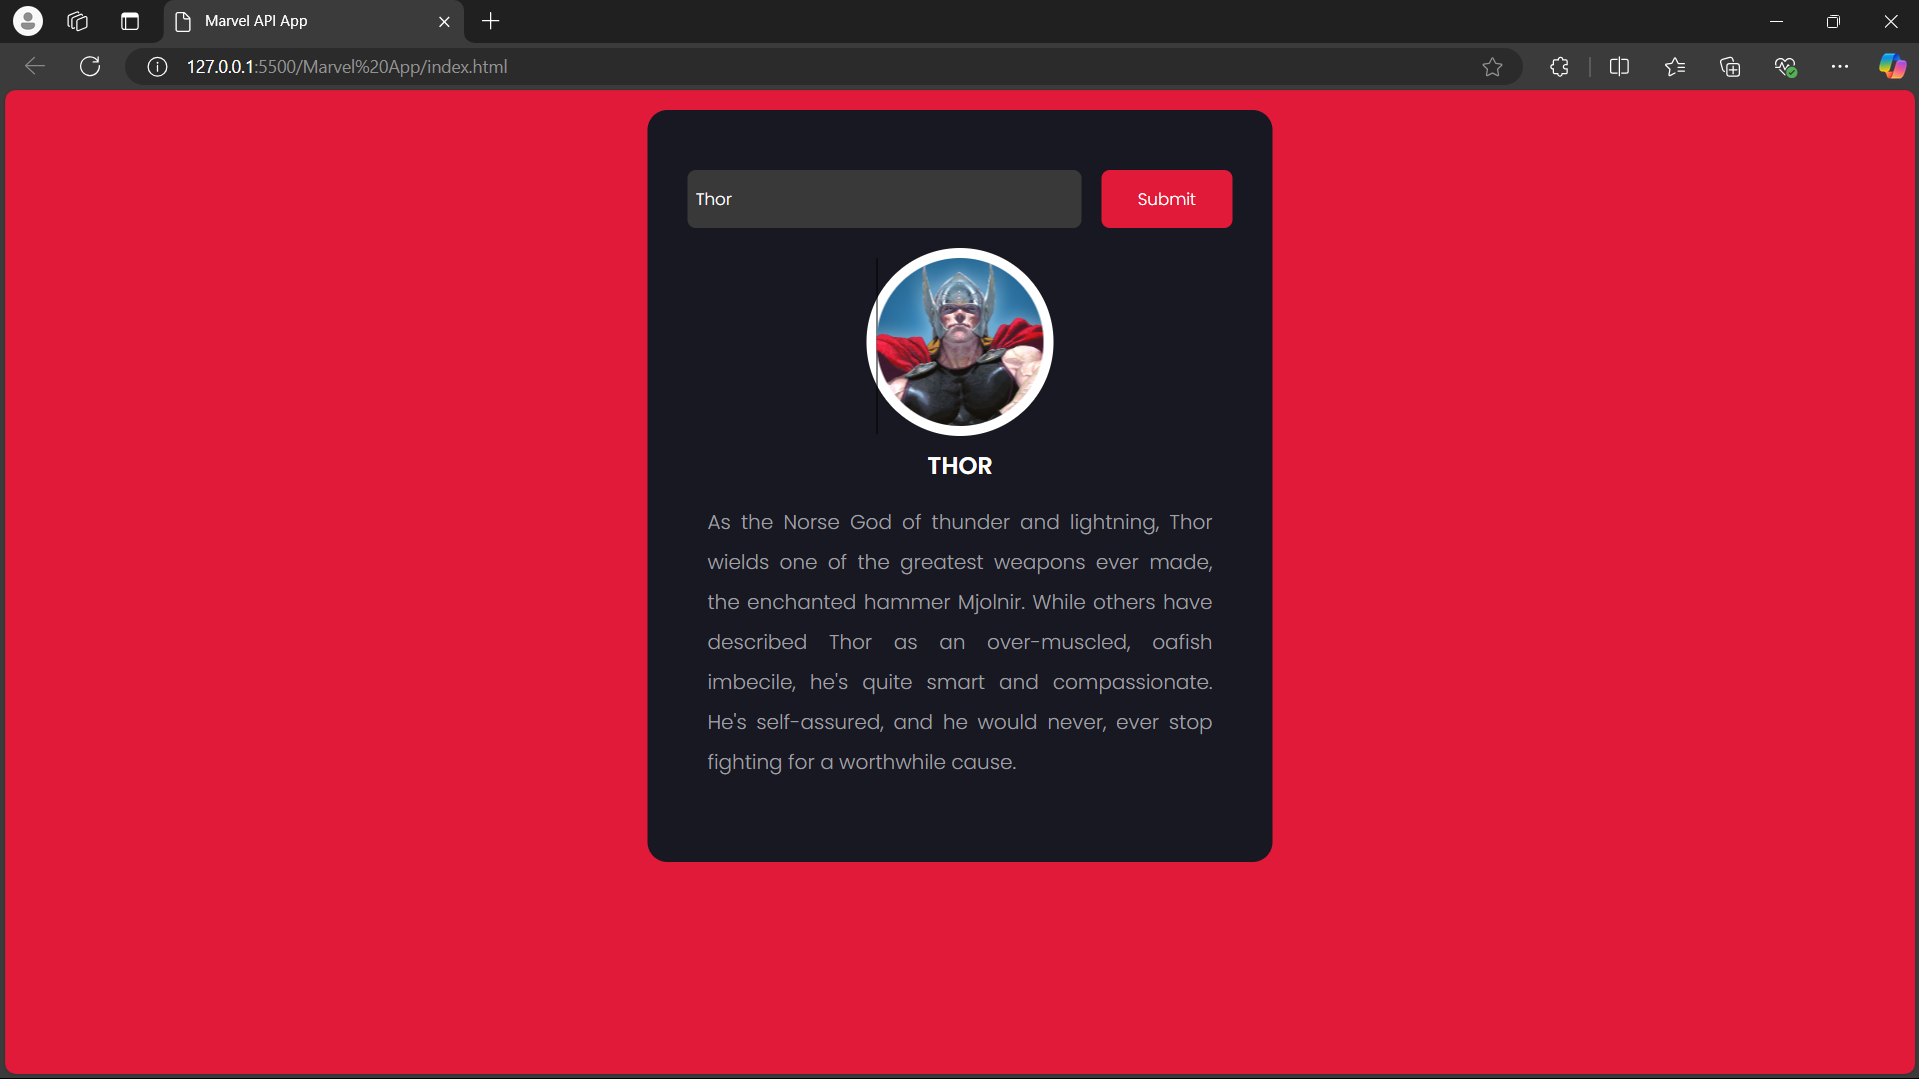 Marvel API App
127.0.0.1:5500/Marvel%20App/index.html
Thor
Submit
THOR
As the Norse God of thunder and lightning, Thor
wields one of the greatest weapons ever made,
the enchanted hammer Mjolnir. While others have
described Thor as an over-muscled, oafish
imbecile, he's quite smart and compassionate.
He's self-assured, and he would never, ever stop
fighting for a worthwhile cause.